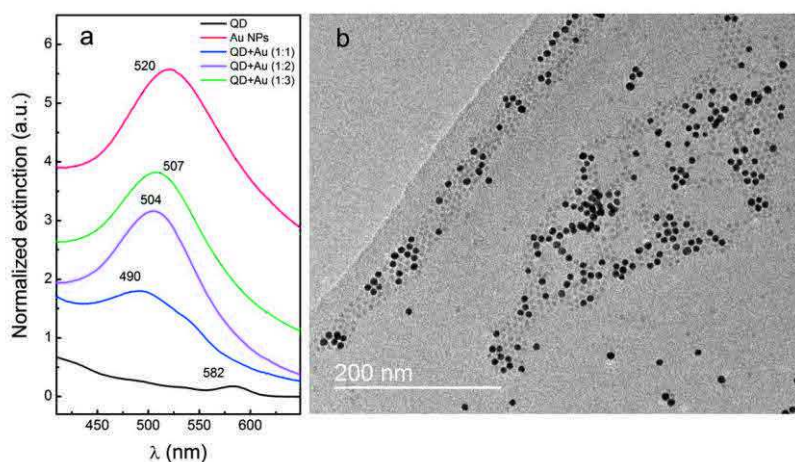 a
QD
Au NPs
QD+Au (1:1)
QD+Au (1:2)
QD+Au (1:3)
520
507
504
490
582
6
5
4
3
2
1
0
Normalized extinction (a.u.)
450
500
550
600
λ (nm)
b
200 nm